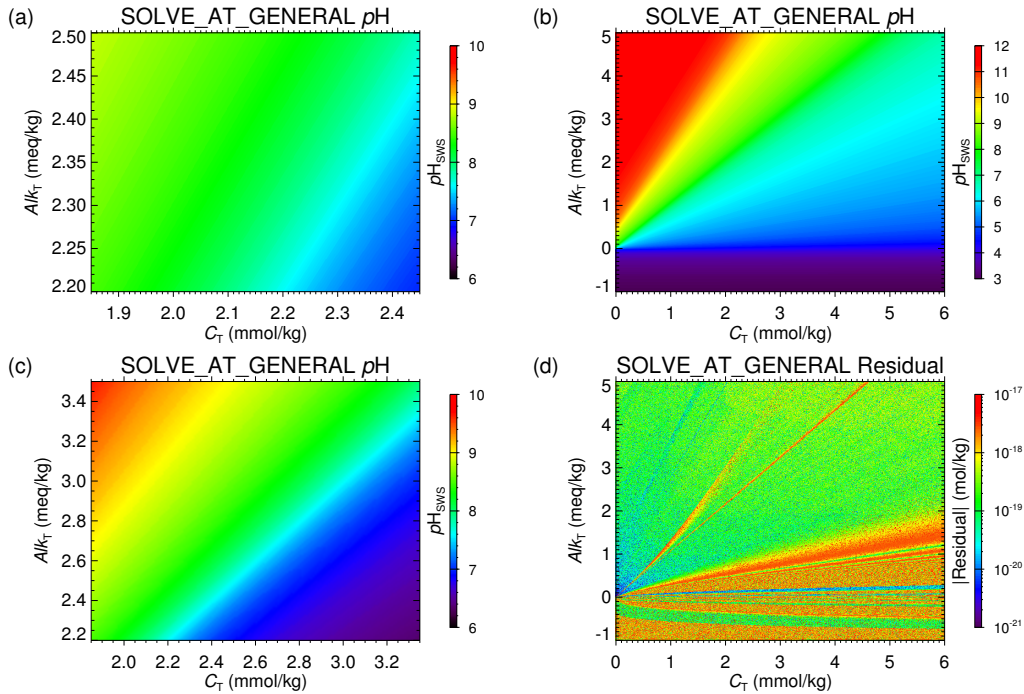 (a)
SOLVE_AT_GENERAL pH
2.50
2.45
2.40
2.35
2.30
2.25
2.20
AlkT (meq/kg)
1.9 2.0 2.1 2.2 2.3 2.4
CT (mmol/kg)
10
9
8
7
6
pHSWS
(b)
SOLVE_AT_GENERAL pH
5
4
3
2
1
0
-1
AlkT (meq/kg)
0 1 2 3 4 5 6
CT (mmol/kg)
12
11
10
9
8
7
6
5
4
3
pHSWS
(c)
SOLVE_AT_GENERAL pH
3.4
3.2
3.0
2.8
2.6
2.4
2.2
AlkT (meq/kg)
2.0 2.2 2.4 2.6 2.8 3.0 3.2
CT (mmol/kg)
10
9
8
7
6
pHSWS
(d)
SOLVE_AT_GENERAL Residual
5
4
3
2
1
0
-1
AlkT (meq/kg)
0 1 2 3 4 5 6
CT (mmol/kg)
10-17
10-18
10-19
10-20
10-21
|Residual| (mol/kg)